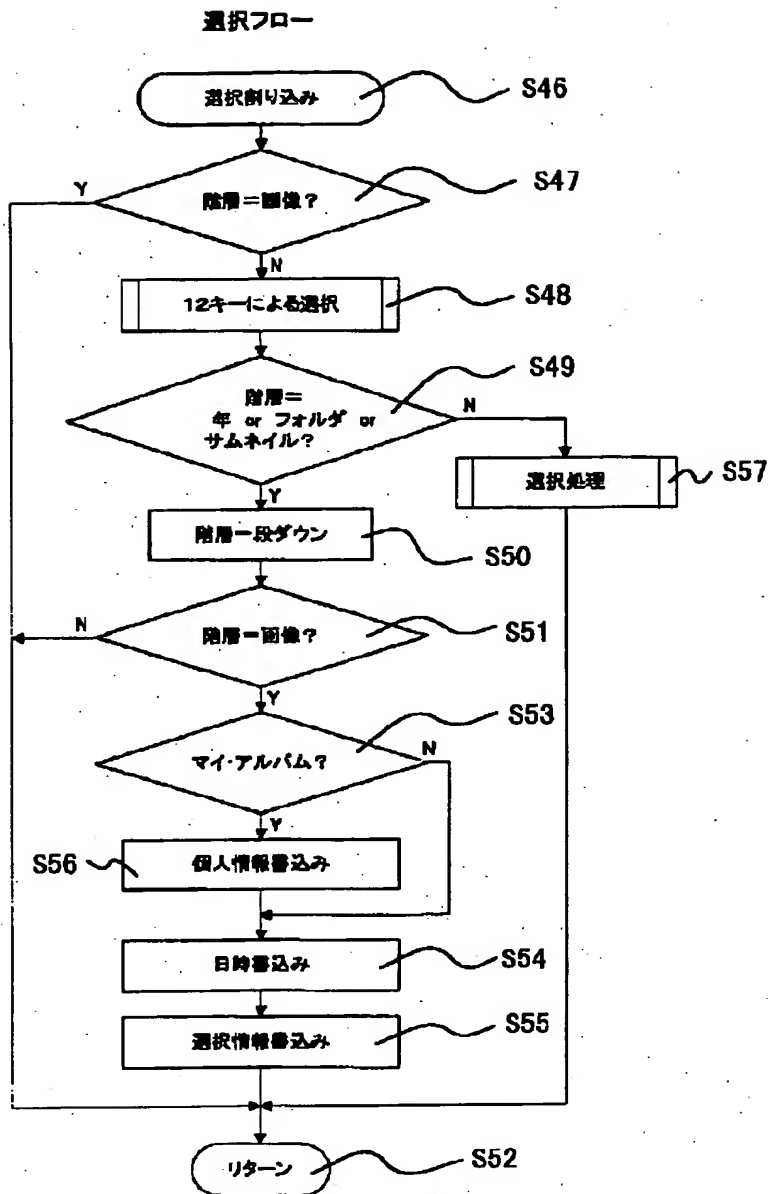 選択フロー
選択割り込み
S46
Y
階層=画像?
S47
N
12キーによる選択
S48
階層=
年 or フォルダ or
サムネイル?
S49
N
Y
選択処理
S57
階層一段ダウン
S50
N
階層=画像?
S51
Y
マイ・アルバム?
S53
N
Y
S56
個人情報書込み
日時書込み
S54
選択情報書込み
S55
リターン
S52